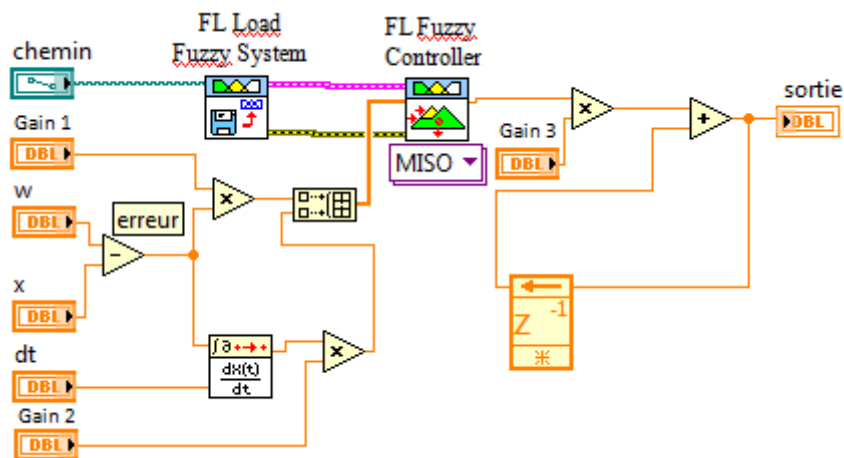 FL Load
Fuzzy System
FL Fuzzy
Controller
chemin
sortie
DBL
Gain 1
DBL
Gain 3
DBL
×
+
MISO
w
DBL
erreur
×
−
x
DBL
dt
DBL
∫∂
dx(t)
dt
×
Z -1
Gain 2
DBL